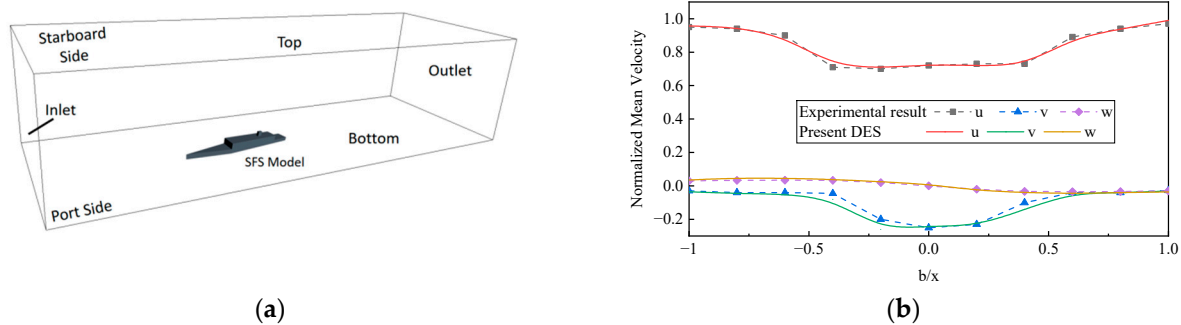 Starboard
Side
Top
Outlet
Inlet
SFS Model
Bottom
Port Side
(a)
Normalized Mean Velocity
1.0
0.8
0.6
0.4
0.2
0.0
−0.2
Experimental result u v w
Present DES u v w
−1 −0.5 0.0 0.5 1.0
b/x
(b)